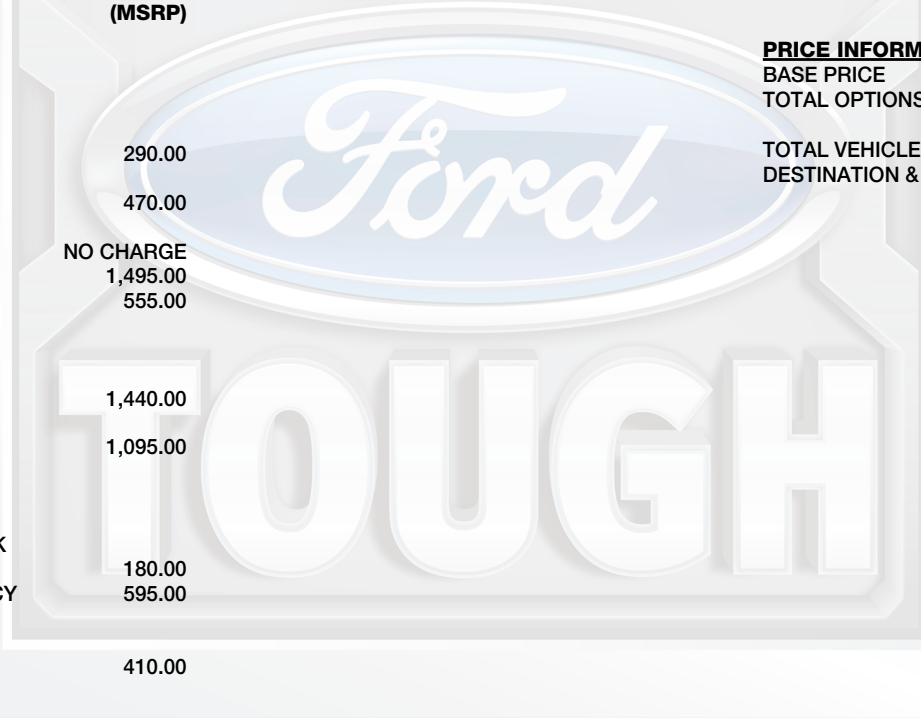 (MSRP)
290.00
470.00
NO CHARGE
1,495.00
555.00
1,440.00
1,095.00
K
180.00
CY 595.00
410.00
PRICE INFORM
BASE PRICE
TOTAL OPTIONS
TOTAL VEHICLE
DESTINATION &
Ford
TOUGH